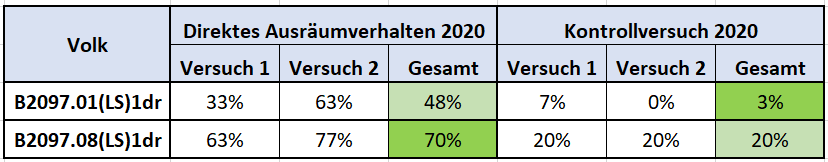 Volk Direktes Ausräumverhalten 2020 Kontrollversuch 2020
Versuch 1 Versuch 2 Gesamt Versuch 1 Versuch 2 Gesamt
B2097.01(LS)1dr 33% 63% 48% 7% 0% 3%
B2097.08(LS)1dr 63% 77% 70% 20% 20% 20%